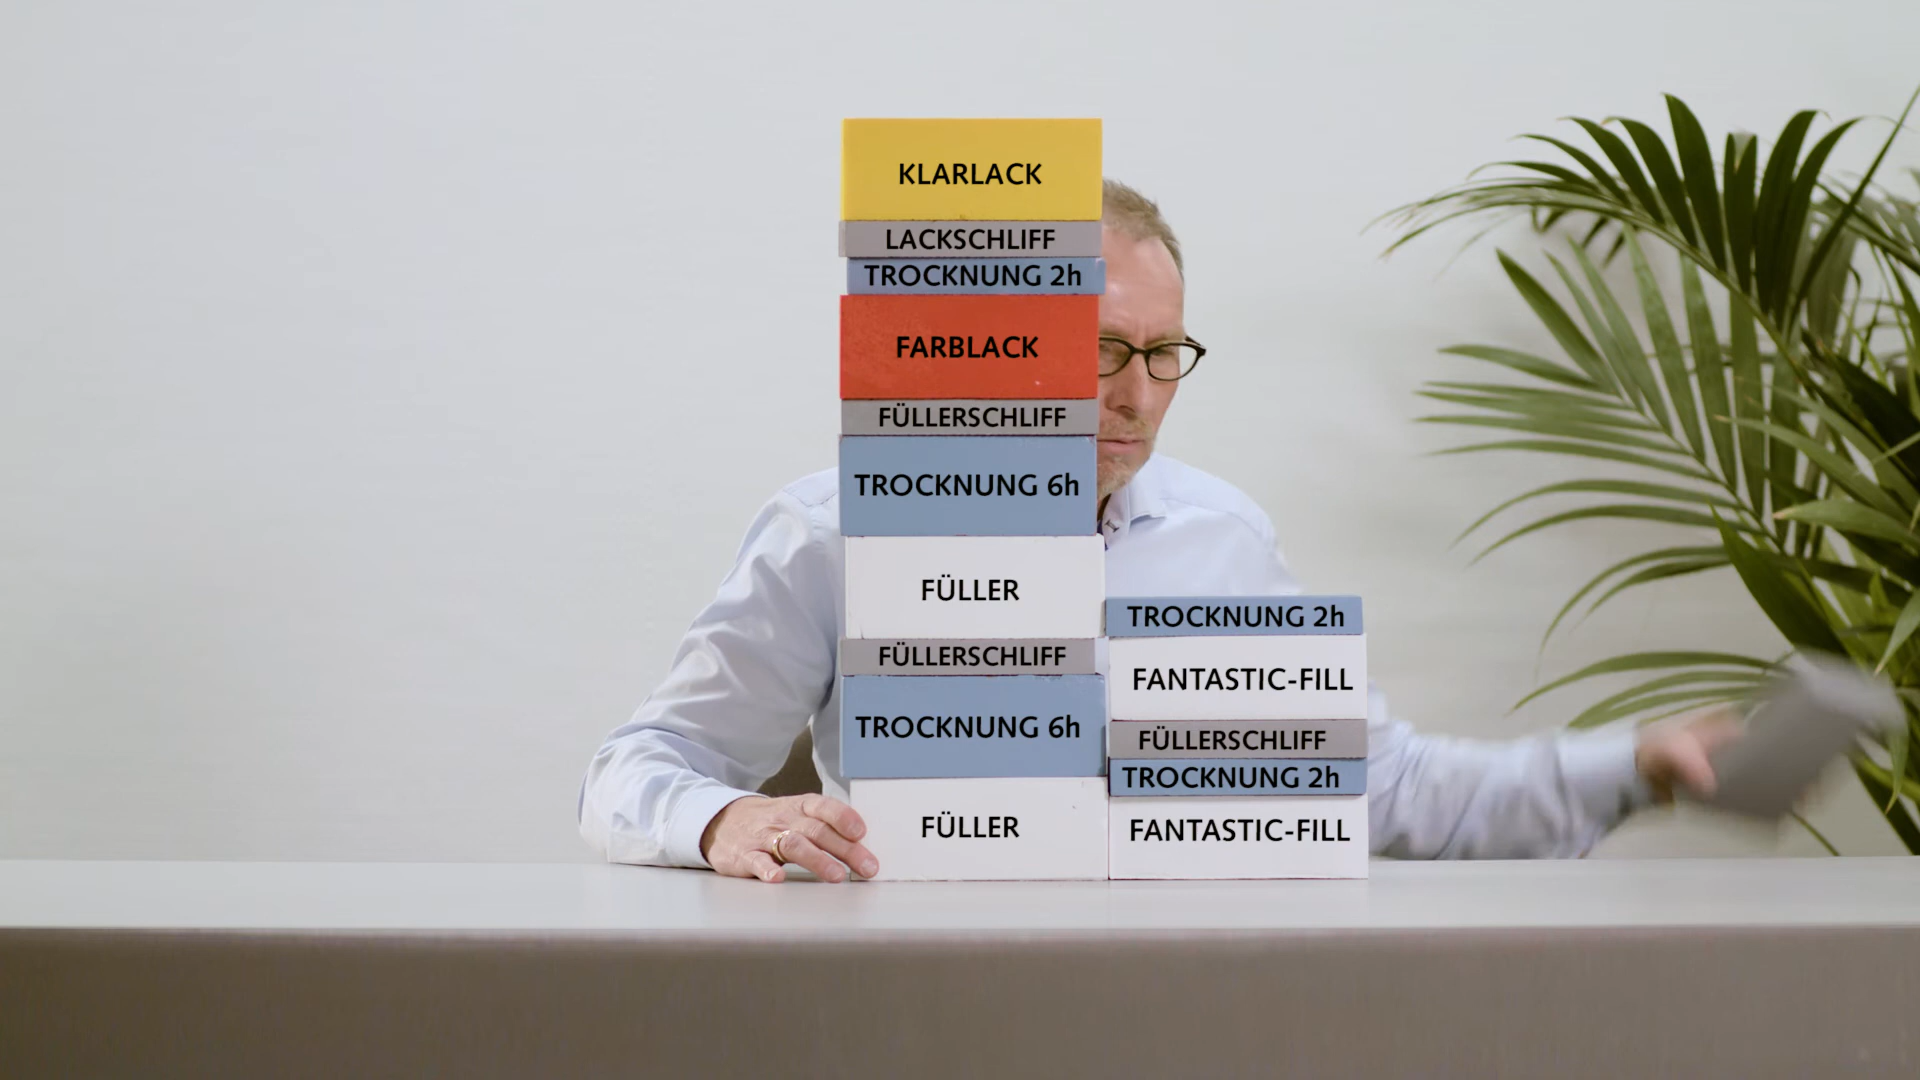 KLARLACK
LACKSCHLIFF
TROCKNUNG 2h
FARBLACK
FÜLLERSCHLIFF
TROCKNUNG 6h
FÜLLER
FÜLLERSCHLIFF
TROCKNUNG 6h
FÜLLER
TROCKNUNG 2h
FANTASTIC-FILL
FÜLLERSCHLIFF
TROCKNUNG 2h
FANTASTIC-FILL